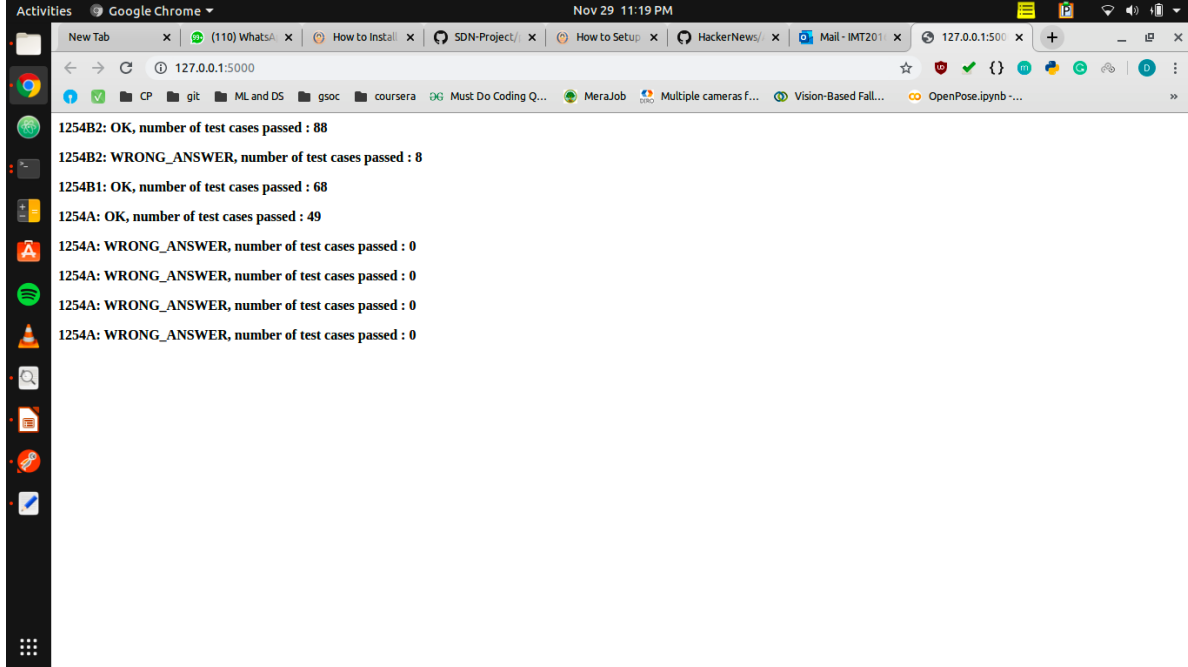 Activities Google Chrome Nov 29 11:19 PM
New Tab (110) WhatsA How to Install SDN-Project/ How to Setup HackerNews/ Mail - IMT201 127.0.0.1:500
127.0.0.1:5000
CP git ML and DS gsoc coursera Must Do Coding Q... MeraJob Multiple cameras f... Vision-Based Fall... OpenPose.ipynb -... »
1254B2: OK, number of test cases passed : 88
1254B2: WRONG_ANSWER, number of test cases passed : 8
1254B1: OK, number of test cases passed : 68
1254A: OK, number of test cases passed : 49
1254A: WRONG_ANSWER, number of test cases passed : 0
1254A: WRONG_ANSWER, number of test cases passed : 0
1254A: WRONG_ANSWER, number of test cases passed : 0
1254A: WRONG_ANSWER, number of test cases passed : 0